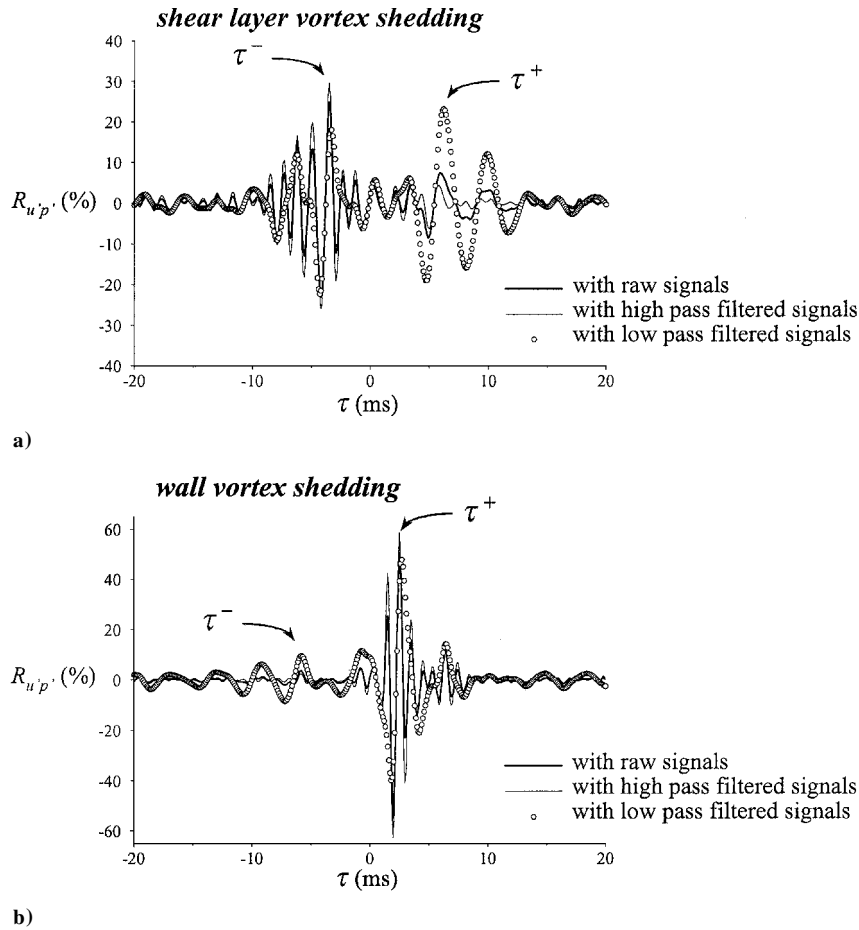 shear layer vortex shedding
τ⁻
τ⁺
40
30
20
10
0
-10
-20
-30
-40
R u'p' (%)
with raw signals
with high pass filtered signals
with low pass filtered signals
-20
-10
0
10
20
τ (ms)
a)
wall vortex shedding
τ⁺
τ⁻
60
40
20
0
-20
-40
-60
R u'p' (%)
with raw signals
with high pass filtered signals
with low pass filtered signals
-20
-10
0
10
20
τ (ms)
b)